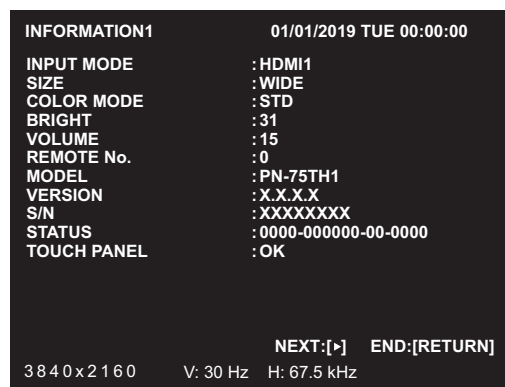 INFORMATION1 01/01/2019 TUE 00:00:00
INPUT MODE :HDMI1
SIZE :WIDE
COLOR MODE :STD
BRIGHT :31
VOLUME :15
REMOTE No. :0
MODEL :PN-75TH1
VERSION :X.X.X.X
S/N :XXXXXXXX
STATUS :0000-000000-00-0000
TOUCH PANEL :OK
NEXT:[▶] END:[RETURN]
3840x2160 V: 30 Hz H: 67.5 kHz